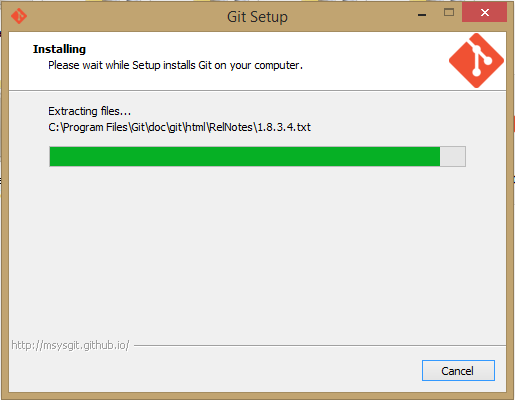 Git Setup
Installing
Please wait while Setup installs Git on your computer.
Extracting files...
C:\Program Files\Git\doc\git\html\RelNotes\1.8.3.4.txt
http://msysgit.github.io/
Cancel